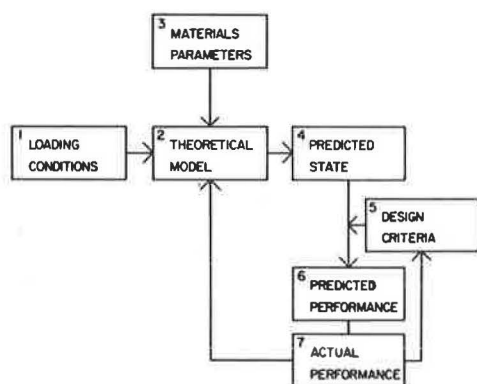 3 MATERIALS
PARAMETERS
1 LOADING
CONDITIONS
2 THEORETICAL
MODEL
4 PREDICTED
STATE
5 DESIGN
CRITERIA
6 PREDICTED
PERFORMANCE
7 ACTUAL
PERFORMANCE